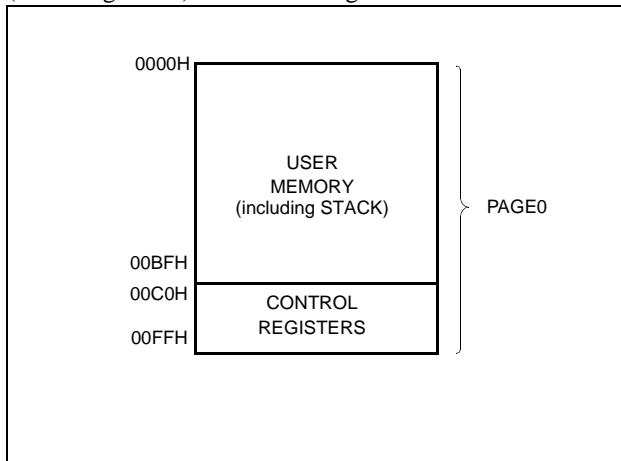 0000H
USER
MEMORY
(including STACK)
PAGE0
00BFH
00C0H
CONTROL
REGISTERS
00FFH